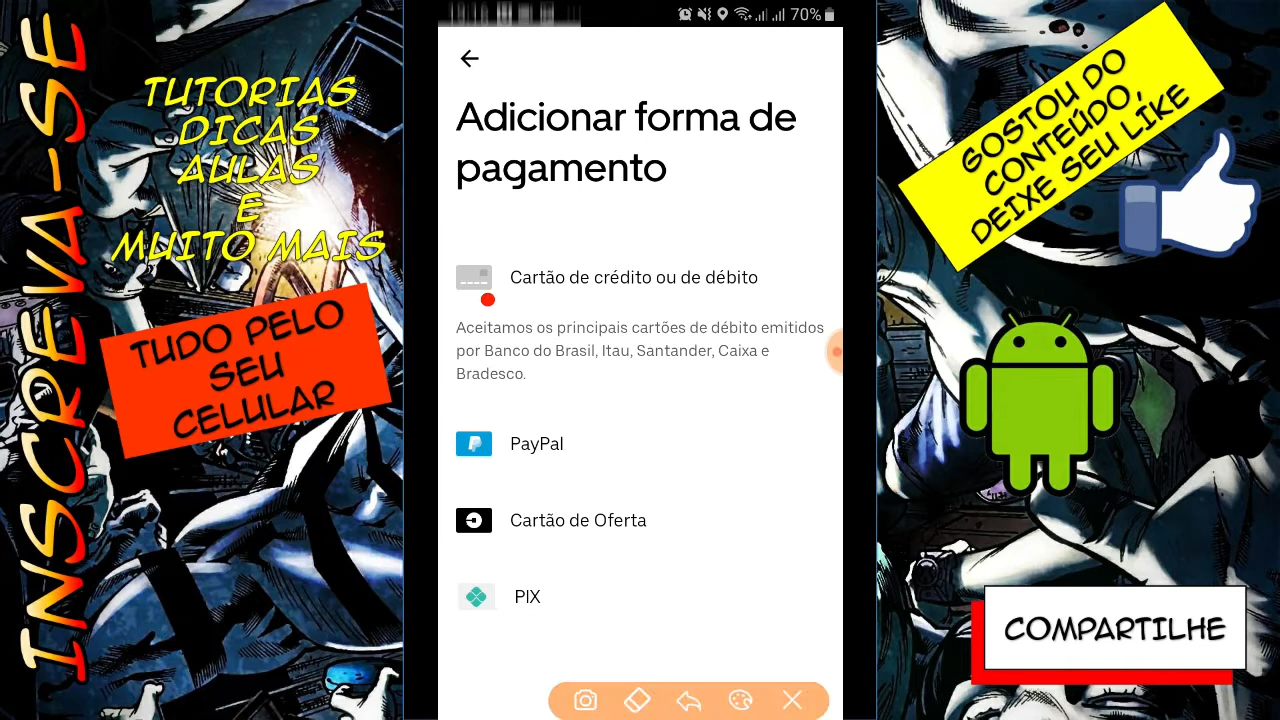 INSCREVA-SE
TUTORIAS
DICAS
AULAS
E
MUITO MAIS
TUDO PELO
SEU
CELULAR
70%
Adicionar forma de
pagamento
Cartão de crédito ou de débito
Aceitamos os principais cartões de débito emitidos
por Banco do Brasil, Itau, Santander, Caixa e
Bradesco.
PayPal
Cartão de Oferta
PIX
GOSTOU DO
CONTEÚDO,
DEIXE SEU LIKE
COMPARTILHE